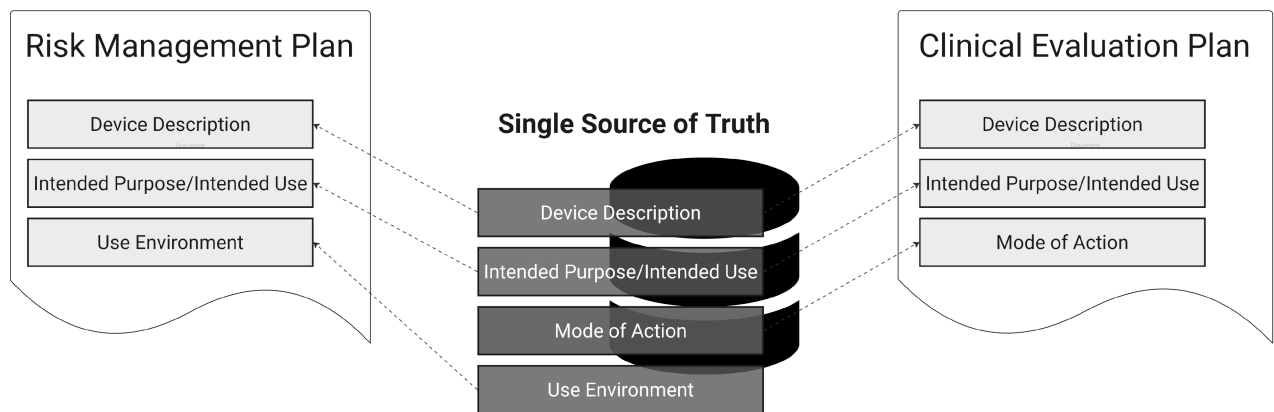 Risk Management Plan
Device Description
Document
Intended Purpose/Intended Use
Use Environment
Single Source of Truth
Device Description
Intended Purpose/Intended Use
Mode of Action
Use Environment
Clinical Evaluation Plan
Device Description
Document
Intended Purpose/Intended Use
Mode of Action